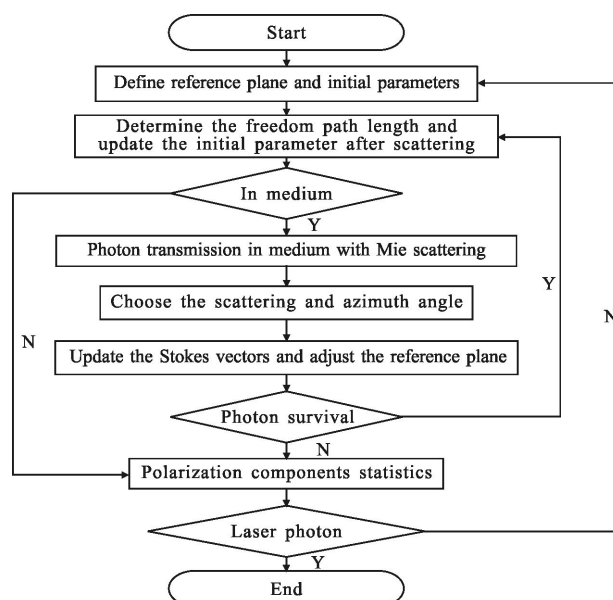 Start
Define reference plane and initial parameters
Determine the freedom path length and
update the initial parameter after scattering
In medium
Y
Photon transmission in medium with Mie scattering
Y
Choose the scattering and azimuth angle
N
N
Update the Stokes vectors and adjust the reference plane
Photon survival
N
Polarization components statistics
Laser photon
Y
End